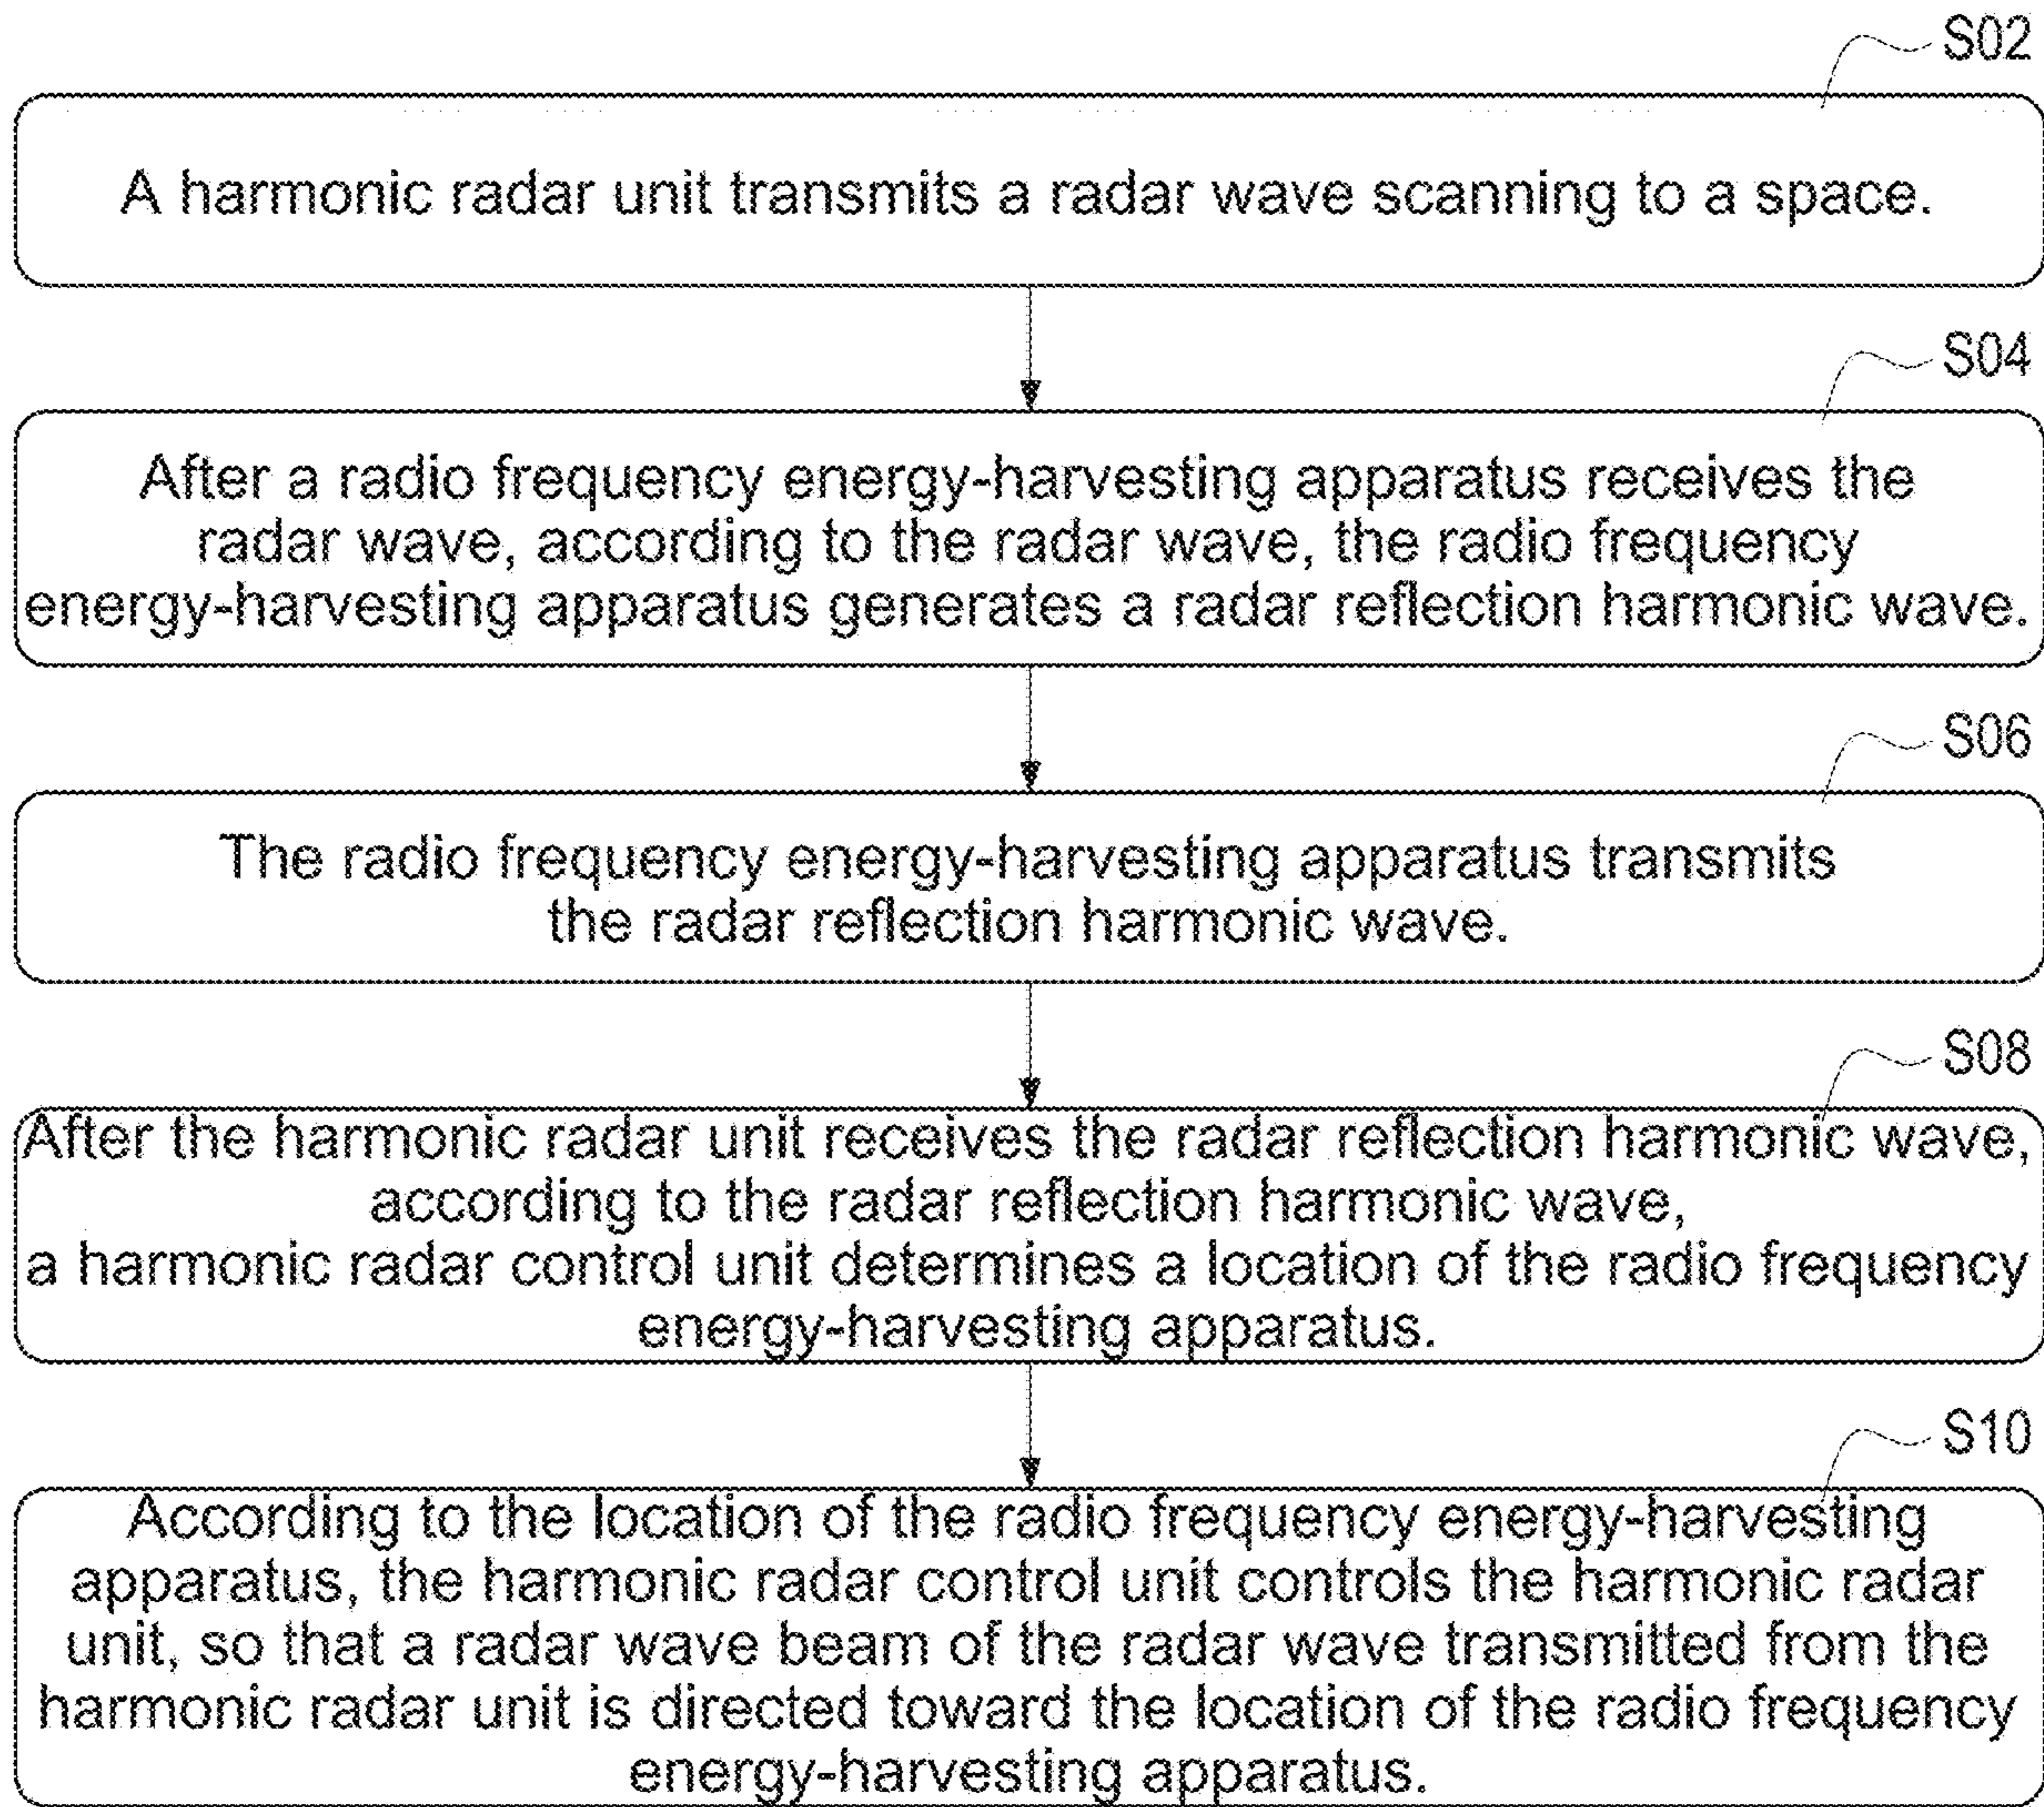 S02
A harmonic radar unit transmits a radar wave scanning to a space.
S04
After a radio frequency energy-harvesting apparatus receives the
radar wave, according to the radar wave, the radio frequency
energy-harvesting apparatus generates a radar reflection harmonic wave.
S06
The radio frequency energy-harvesting apparatus transmits
the radar reflection harmonic wave.
S08
After the harmonic radar unit receives the radar reflection harmonic wave,
according to the radar reflection harmonic wave,
a harmonic radar control unit determines a location of the radio frequency
energy-harvesting apparatus.
S10
According to the location of the radio frequency energy-harvesting
apparatus, the harmonic radar control unit controls the harmonic radar
unit, so that a radar wave beam of the radar wave transmitted from the
harmonic radar unit is directed toward the location of the radio frequency
energy-harvesting apparatus.